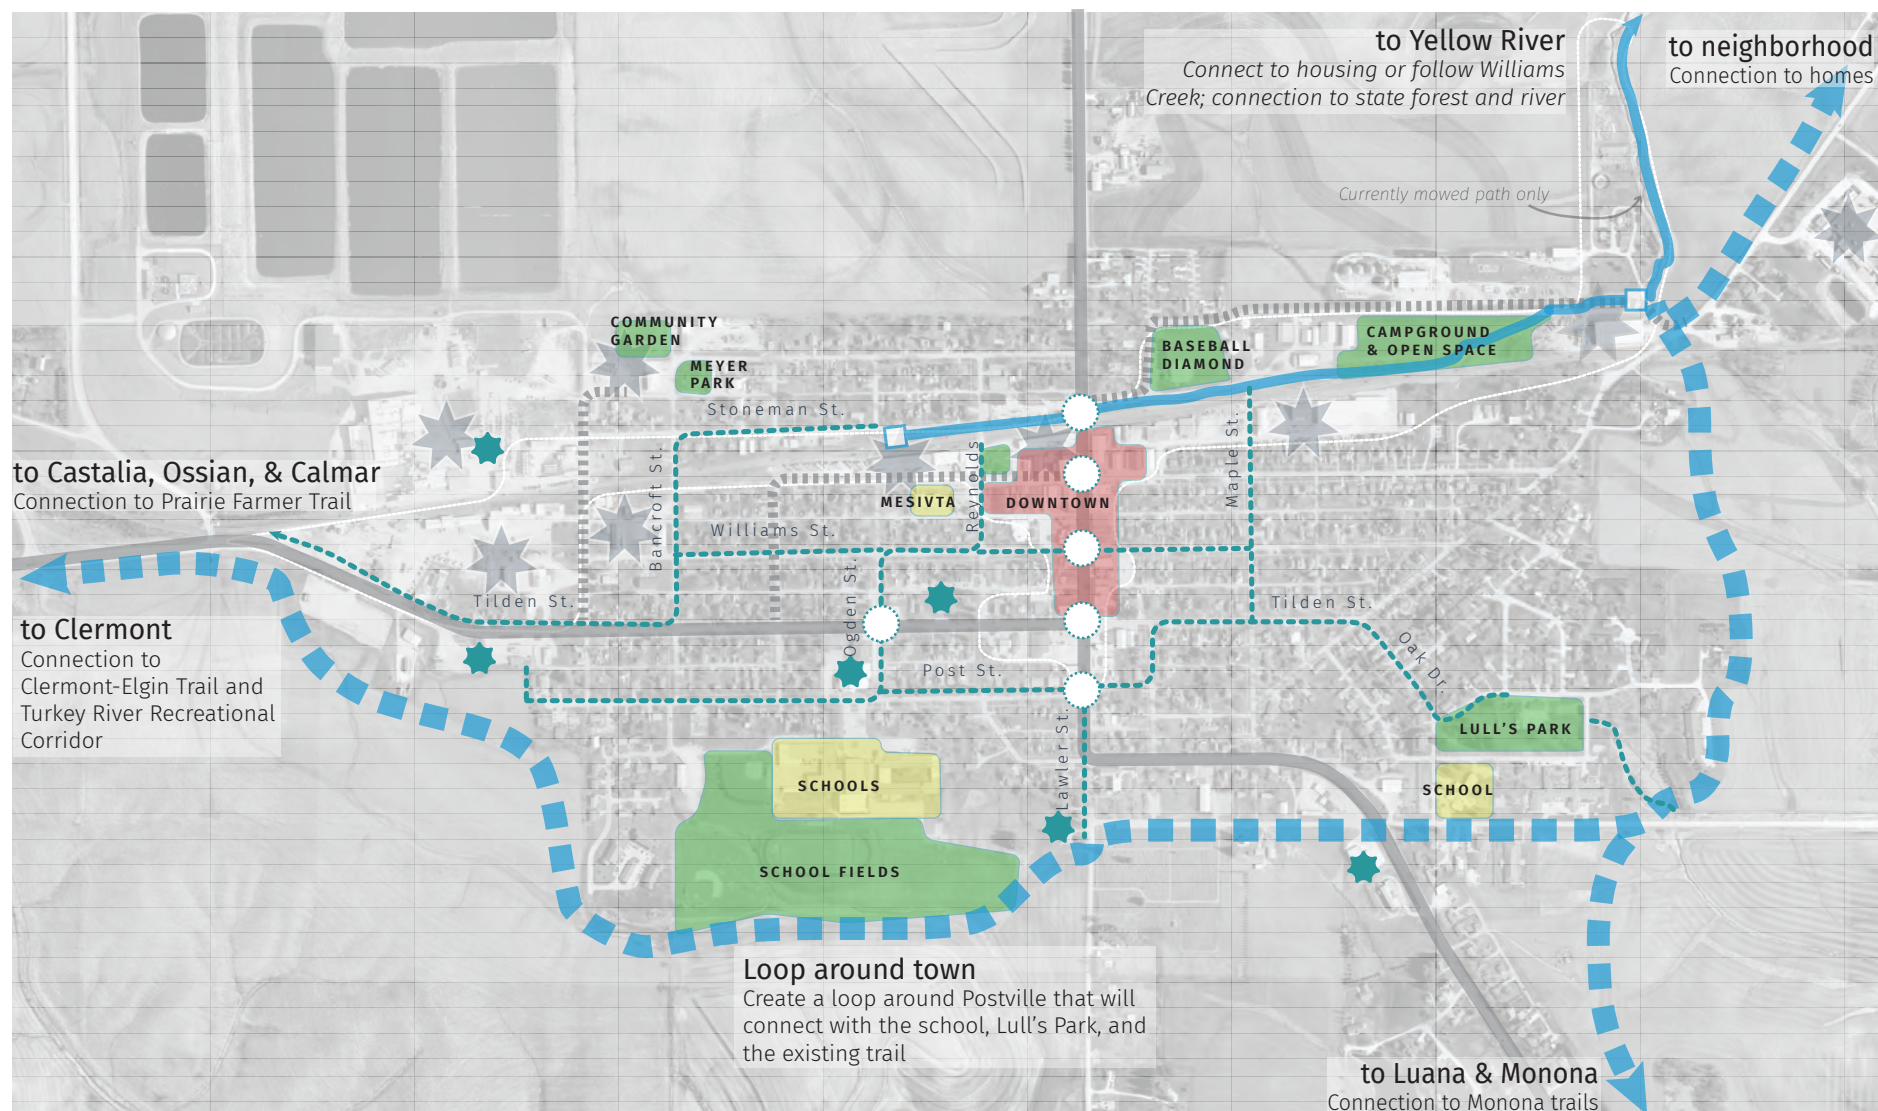 to Yellow River
Connect to housing or follow Williams
Creek; connection to state forest and river
to neighborhood
Connection to homes
Currently mowed path only
COMMUNITY
GARDEN
MEYER
PARK
BASEBALL
DIAMOND
CAMPGROUND
& OPEN SPACE
Stoneman St.
Bancroft St.
Reynolds
Maple St.
to Castalia, Ossian, & Calmar
Connection to Prairie Farmer Trail
MESIVTA
DOWNTOWN
Williams St.
Ogden St.
Tilden St.
Tilden St.
to Clermont
Connection to
Clermont-Elgin Trail and
Turkey River Recreational
Corridor
Post St.
Oak Dr.
Lawler St.
LULL'S PARK
SCHOOLS
SCHOOL
SCHOOL FIELDS
Loop around town
Create a loop around Postville that will
connect with the school, Lull's Park, and
the existing trail
to Luana & Monona
Connection to Monona trails